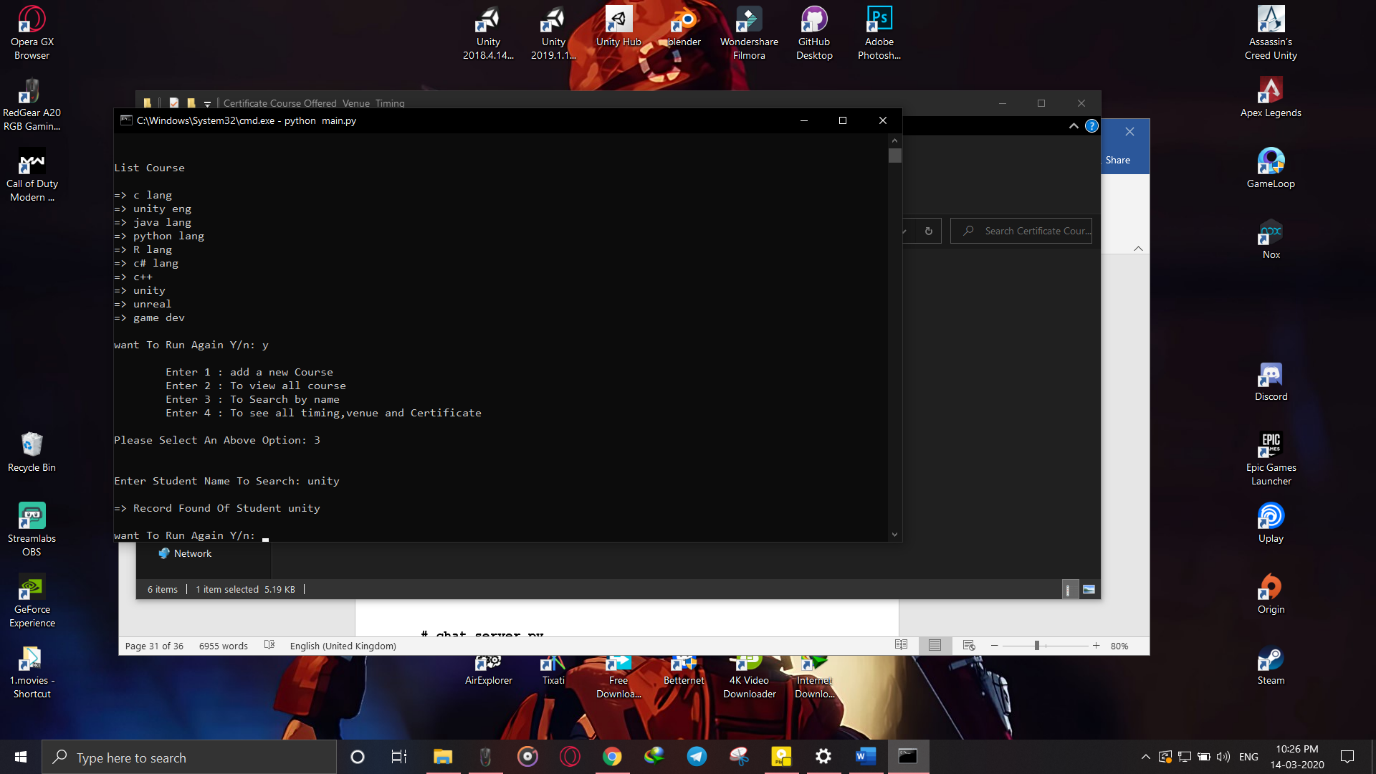 Opera GX
Browser
RedGear A20
RGB Gamin...
Call of Duty
Modern ...
Recycle Bin
Streamlabs
OBS
GeForce
Experience
1.movies -
Shortcut
Unity
2018.4.14...
Unity
2019.1.1...
Unity Hub
blender
Wondershare
Filmora
GitHub
Desktop
Adobe
Photosh...
Assassin's
Creed Unity
Apex Legends
GameLoop
Nox
Discord
Epic Games
Launcher
Uplay
Origin
Steam
Certificate Course Offered Venue Timing
C:\Windows\System32\cmd.exe - python main.py
List Course
=> c lang
=> unity eng
=> java lang
=> python lang
=> R lang
=> c# lang
=> c++
=> unity
=> unreal
=> game dev
want To Run Again Y/n: y
Enter 1 : add a new Course
Enter 2 : To view all course
Enter 3 : To Search by name
Enter 4 : To see all timing,venue and Certificate
Please Select An Above Option: 3
Enter Student Name To Search: unity
=> Record Found Of Student unity
want To Run Again Y/n:
Share
Search Certificate Cour...
Network
6 items
1 item selected 5.19 KB
# chat_server.py
Page 31 of 36
6955 words
English (United Kingdom)
80%
AirExplorer
Tixati
Free
Downloa...
Betternet
4K Video
Downloader
Internet
Downlo...
Type here to search
ENG
10:26 PM
14-03-2020